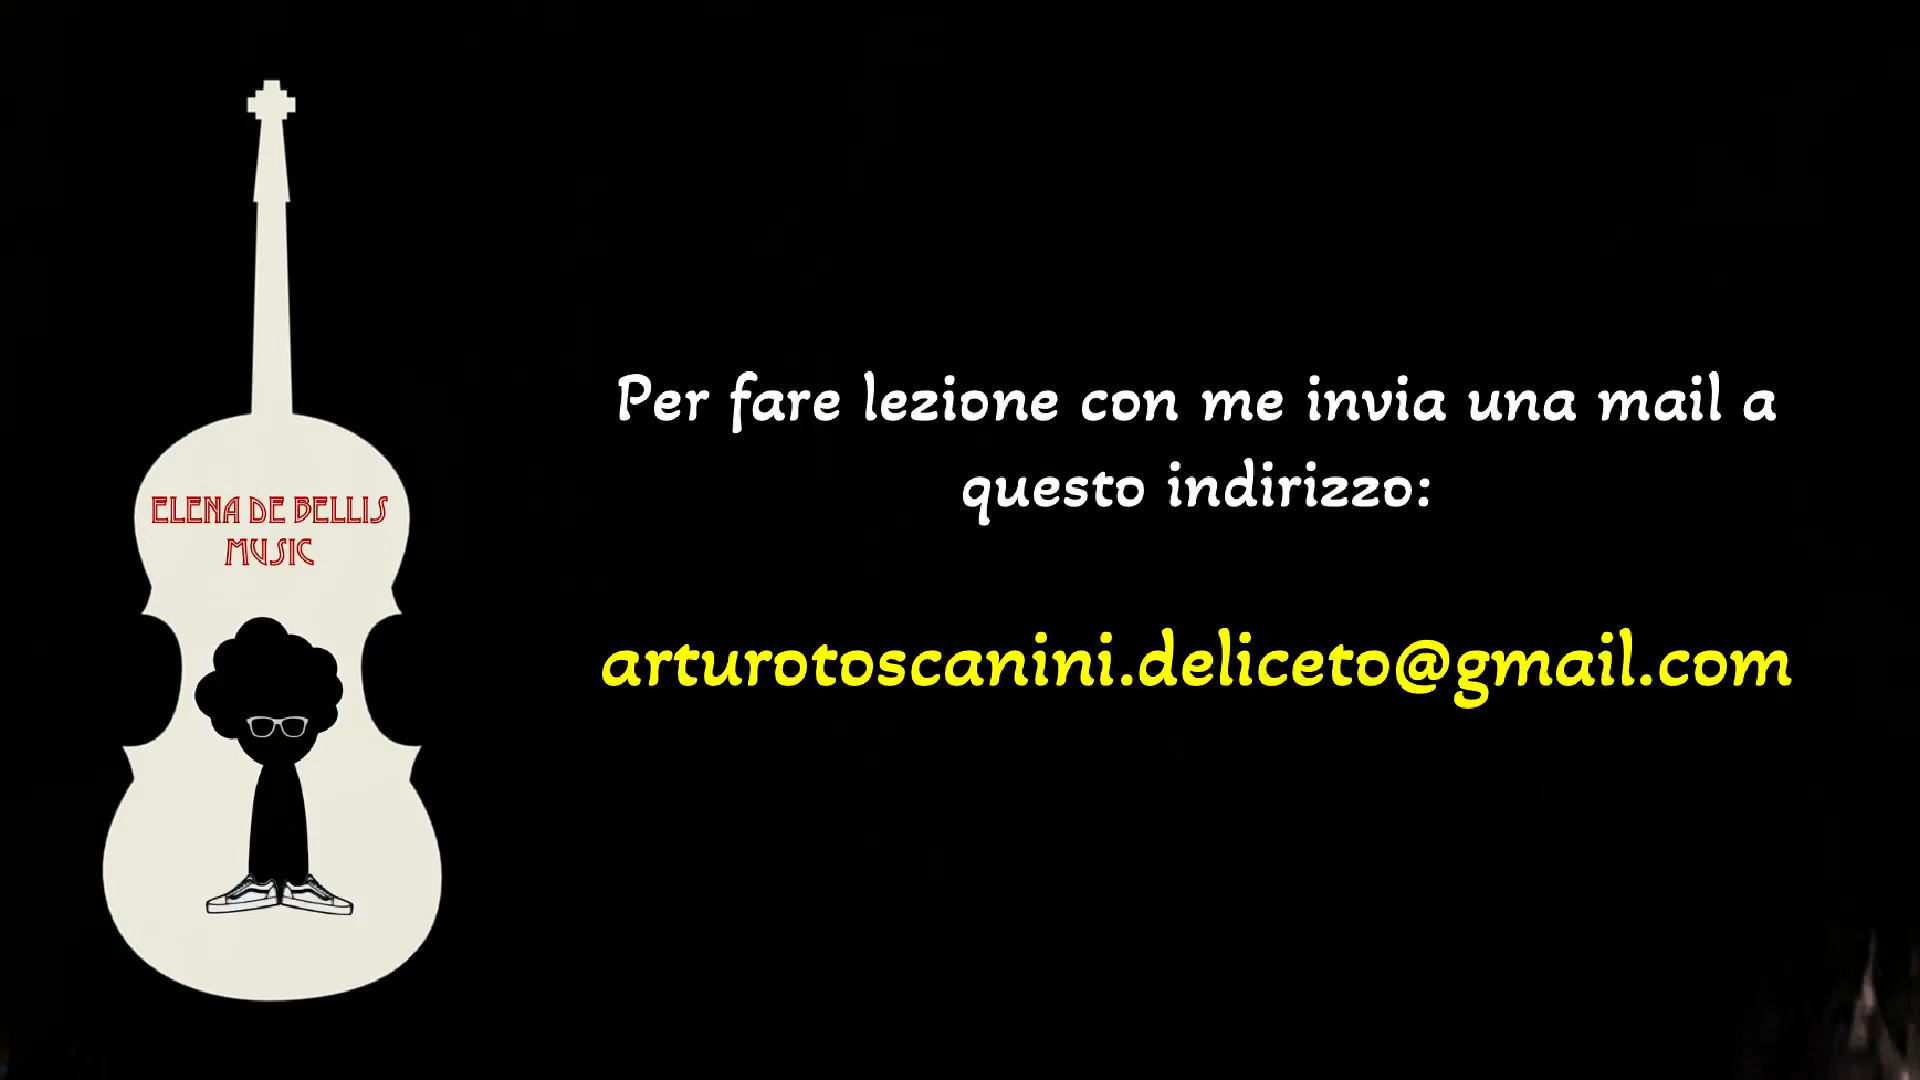 ELENA DE BELLIS
MUSIC
Per fare lezione con me invia una mail a
questo indirizzo:
arturotoscanini.deliceto@gmail.com